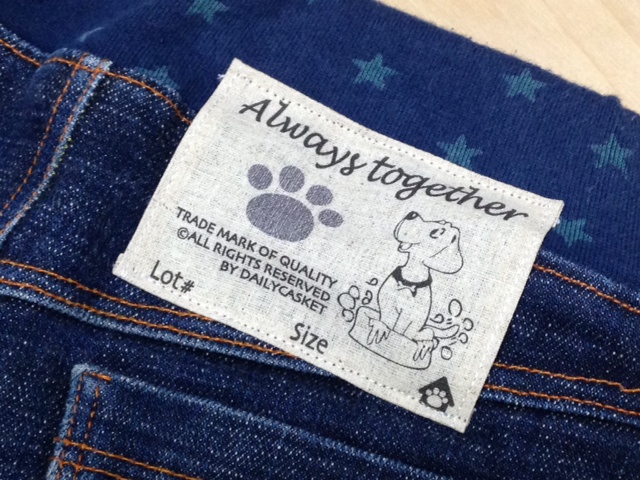 Always together
TRADE MARK OF QUALITY
©ALL RIGHTS RESERVED
BY DAILYCASKET
Lot#
Size